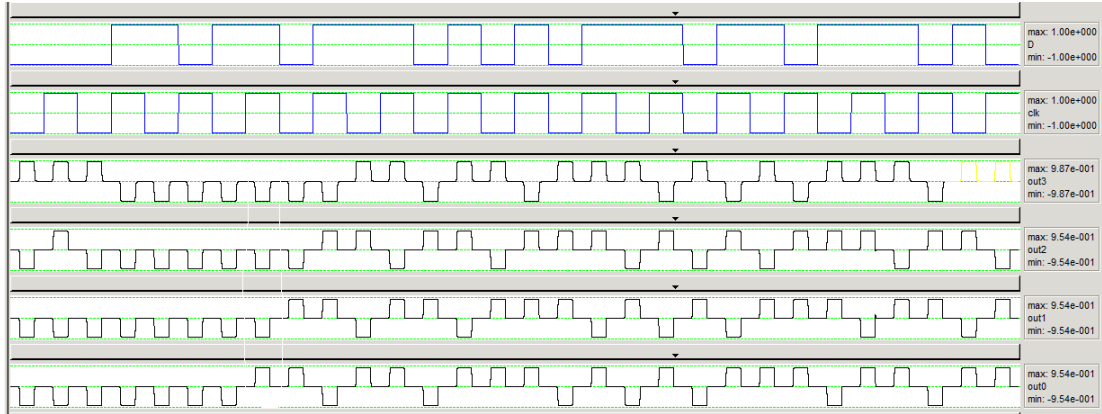 max: 1.00e+000
D
min: -1.00e+000
max: 1.00e+000
clk
min: -1.00e+000
max: 9.87e-001
out3
min: -9.87e-001
max: 9.54e-001
out2
min: -9.54e-001
max: 9.54e-001
out1
min: -9.54e-001
max: 9.54e-001
out0
min: -9.54e-001